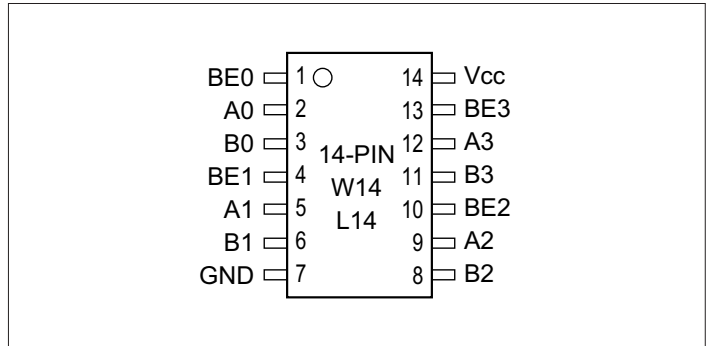 BE0 1 14 Vcc
A0 2 13 BE3
B0 3 12 A3
14-PIN
BE1 4 11 B3
W14
A1 5 10 BE2
L14
B1 6 9 A2
GND 7 8 B2